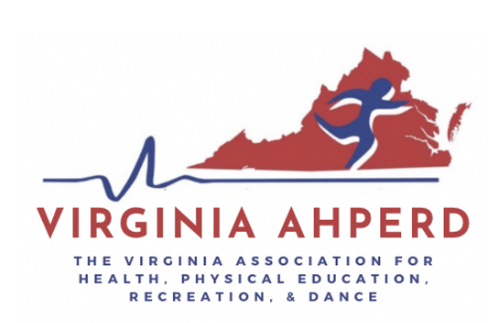 VIRGINIA AHPERD
THE VIRGINIA ASSOCIATION FOR
HEALTH, PHYSICAL EDUCATION,
RECREATION, & DANCE